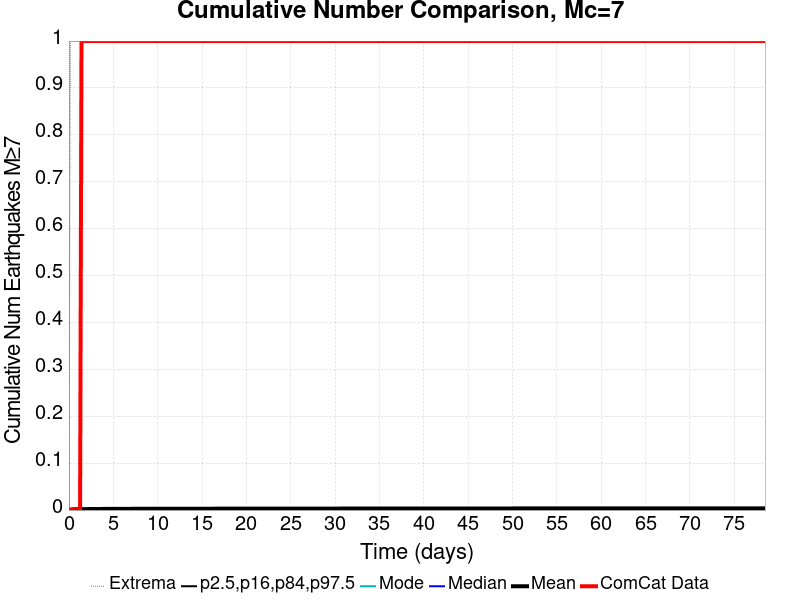 Cumulative Number Comparison, Mc=7
Cumulative Num Earthquakes M≥7
1
0.9
0.8
0.7
0.6
0.5
0.4
0.3
0.2
0.1
0
0 5 10 15 20 25 30 35 40 45 50 55 60 65 70 75
Time (days)
Extrema p2.5,p16,p84,p97.5 Mode Median Mean ComCat Data